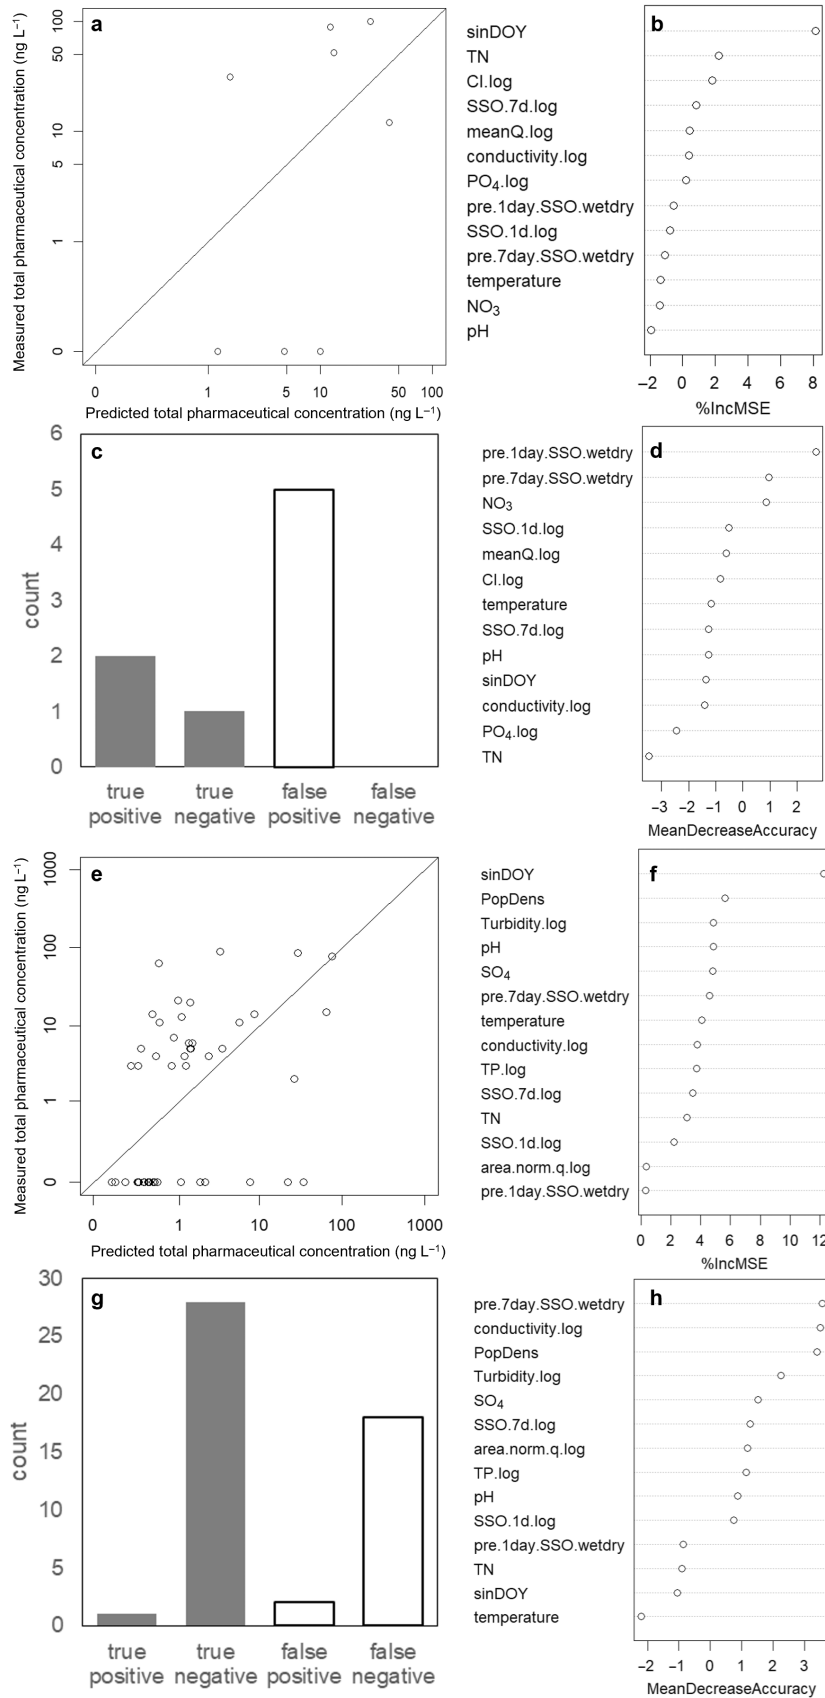 a
Measured total pharmaceutical concentration (ng L⁻¹)
100
50
10
5
1
0
0 1 5 10 50 100
Predicted total pharmaceutical concentration (ng L⁻¹)
b
sinDOY
TN
Cl.log
SSO.7d.log
meanQ.log
conductivity.log
PO₄.log
pre.1day.SSO.wetdry
SSO.1d.log
pre.7day.SSO.wetdry
temperature
NO₃
pH
−2 0 2 4 6 8
%IncMSE
c
count
6
5
4
3
2
1
0
true positive
true negative
false positive
false negative
d
pre.1day.SSO.wetdry
pre.7day.SSO.wetdry
NO₃
SSO.1d.log
meanQ.log
Cl.log
temperature
SSO.7d.log
pH
sinDOY
conductivity.log
PO₄.log
TN
−3 −2 −1 0 1 2
MeanDecreaseAccuracy
e
Measured total pharmaceutical concentration (ng L⁻¹)
1000
100
10
1
0
0 1 10 100 1000
Predicted total pharmaceutical concentration (ng L⁻¹)
f
sinDOY
PopDens
Turbidity.log
pH
SO₄
pre.7day.SSO.wetdry
temperature
conductivity.log
TP.log
SSO.7d.log
TN
SSO.1d.log
area.norm.q.log
pre.1day.SSO.wetdry
0 2 4 6 8 10 12
%IncMSE
g
count
30
25
20
15
10
5
0
true positive
true negative
false positive
false negative
h
pre.7day.SSO.wetdry
conductivity.log
PopDens
Turbidity.log
SO₄
SSO.7d.log
area.norm.q.log
TP.log
pH
SSO.1d.log
pre.1day.SSO.wetdry
TN
sinDOY
temperature
−2 −1 0 1 2 3
MeanDecreaseAccuracy